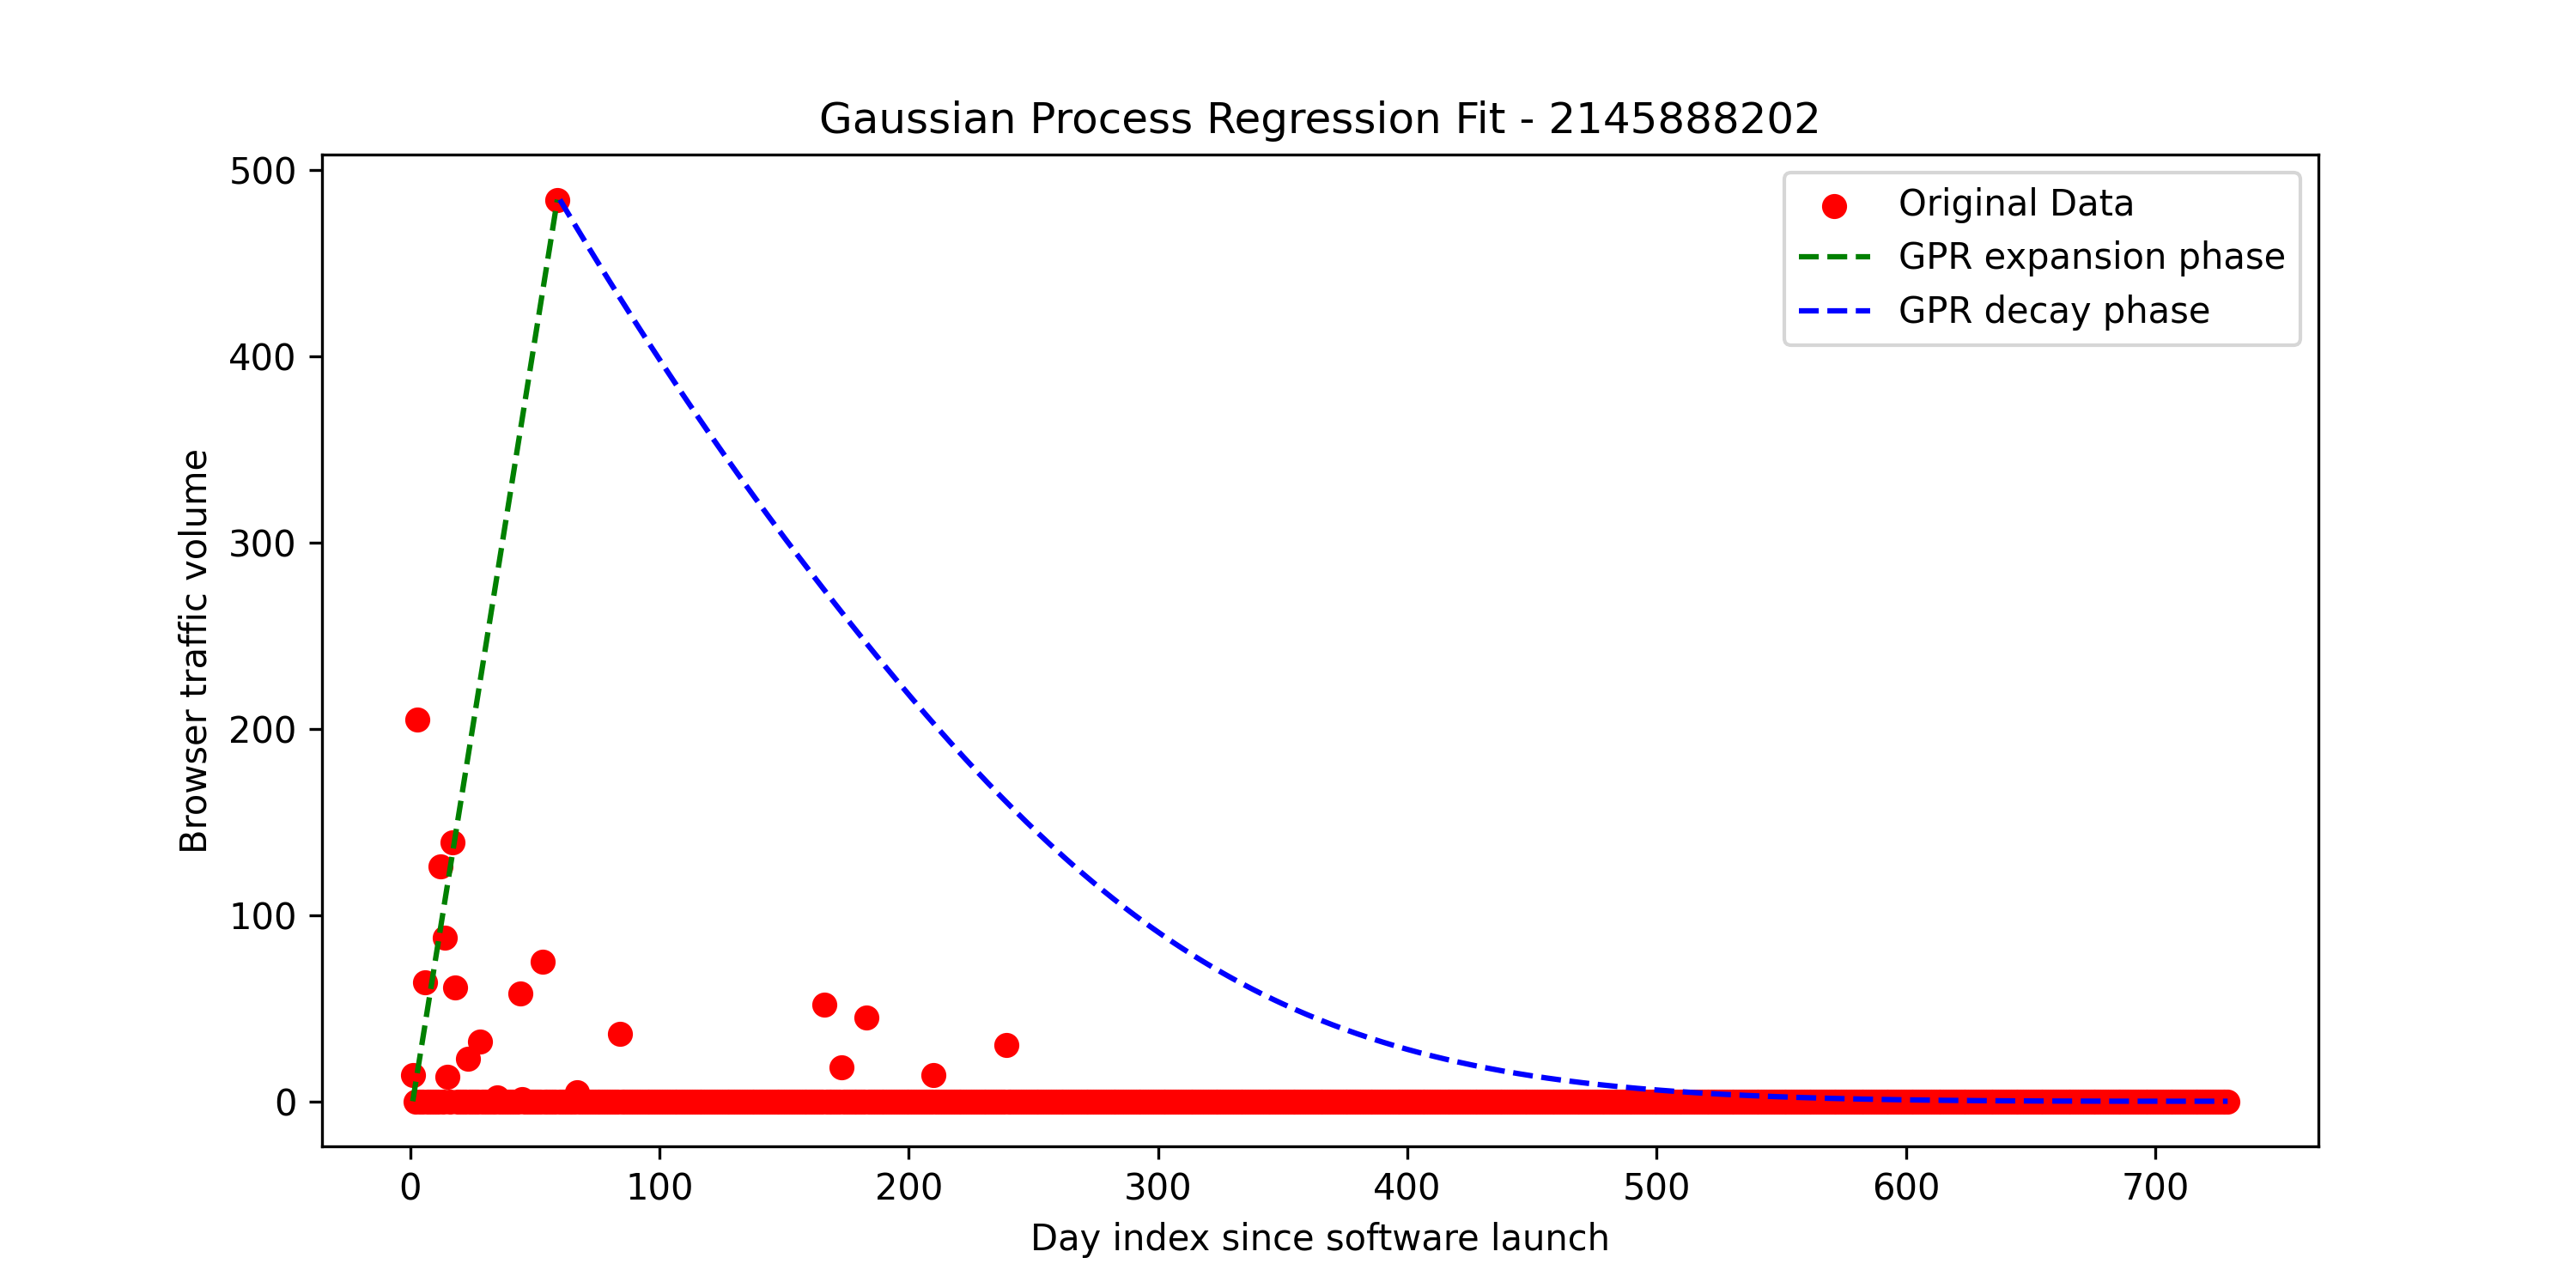 Gaussian Process Regression Fit - 2145888202
Original Data
GPR expansion phase
GPR decay phase
Browser traffic volume
500
400
300
200
100
0
0 100 200 300 400 500 600 700
Day index since software launch